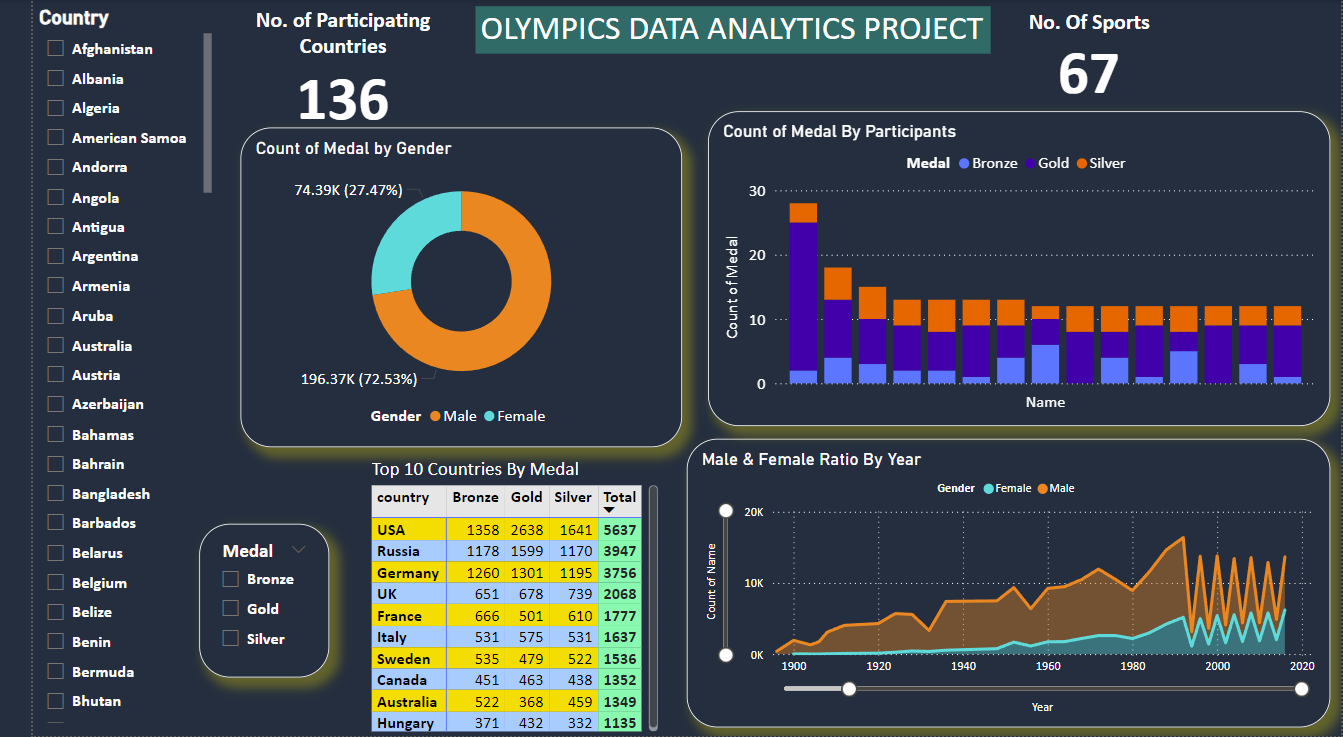 Country
Afghanistan
Albania
Algeria
American Samoa
Andorra
Angola
Antigua
Argentina
Armenia
Aruba
Australia
Austria
Azerbaijan
Bahamas
Bahrain
Bangladesh
Barbados
Belarus
Belgium
Belize
Benin
Bermuda
Bhutan
No. of Participating
Countries
136
OLYMPICS DATA ANALYTICS PROJECT
No. Of Sports
67
Count of Medal by Gender
74.39K (27.47%)
196.37K (72.53%)
Gender Male Female
Count of Medal By Participants
Medal Bronze Gold Silver
Count of Medal
30
20
10
0
Name
Medal
Bronze
Gold
Silver
Top 10 Countries By Medal
country Bronze Gold Silver Total
USA 1358 2638 1641 5637
Russia 1178 1599 1170 3947
Germany 1260 1301 1195 3756
UK 651 678 739 2068
France 666 501 610 1777
Italy 531 575 531 1637
Sweden 535 479 522 1536
Canada 451 463 438 1352
Australia 522 368 459 1349
Hungary 371 432 332 1135
Male & Female Ratio By Year
Gender Female Male
Count of Name
20K
10K
0K
1900 1920 1940 1960 1980 2000 2020
Year